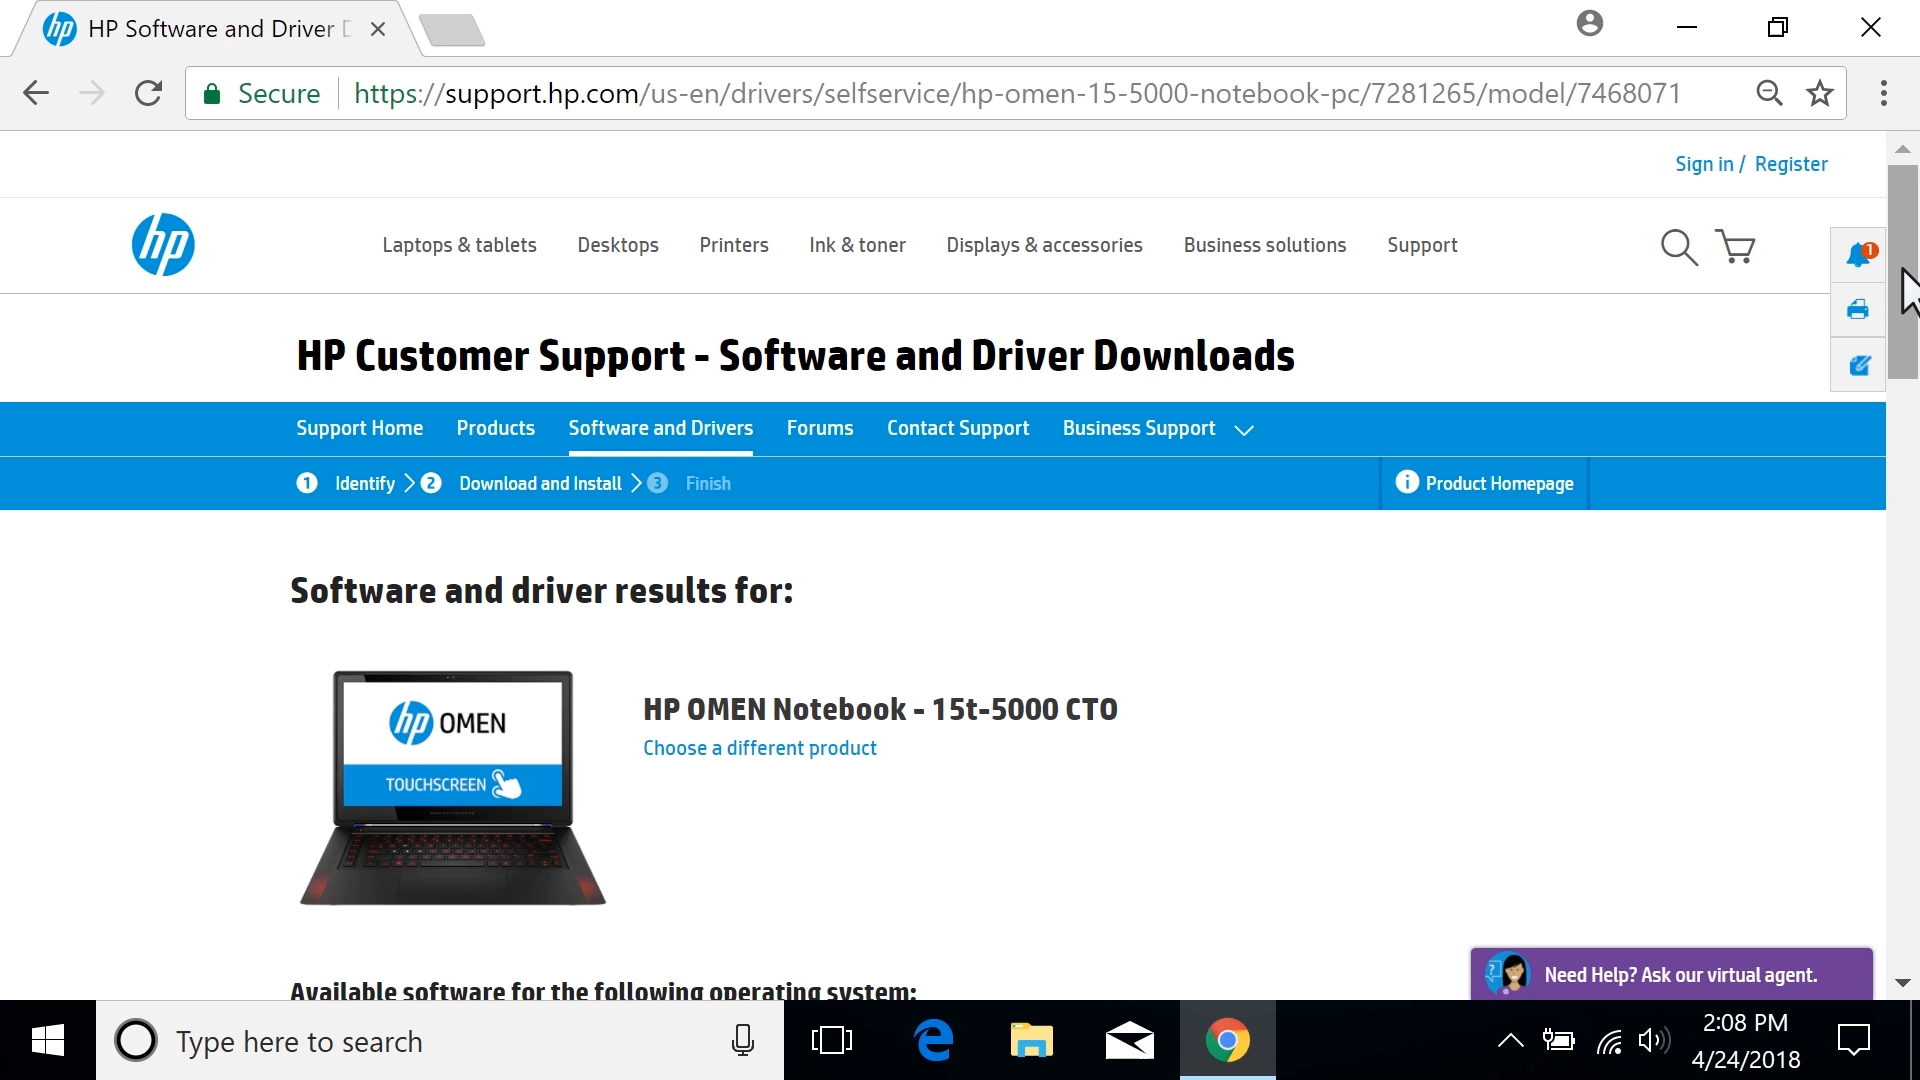 HP Software and Driver
Secure https://support.hp.com/us-en/drivers/selfservice/hp-omen-15-5000-notebook-pc/7281265/model/7468071
Sign in / Register
hp Laptops & tablets Desktops Printers Ink & toner Displays & accessories Business solutions Support
1
HP Customer Support - Software and Driver Downloads
Support Home Products Software and Drivers Forums Contact Support Business Support
1 Identify 2 Download and Install 3 Finish Product Homepage
Software and driver results for:
hp OMEN
TOUCHSCREEN
HP OMEN Notebook - 15t-5000 CTO
Choose a different product
Need Help? Ask our virtual agent.
Available software for the following operating system:
Type here to search
2:08 PM
4/24/2018